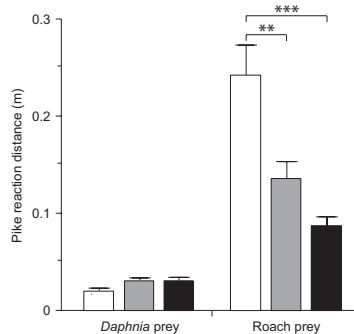 0.3
***
**
0.2
Pike reaction distance (m)
0.1
0
Daphnia prey
Roach prey